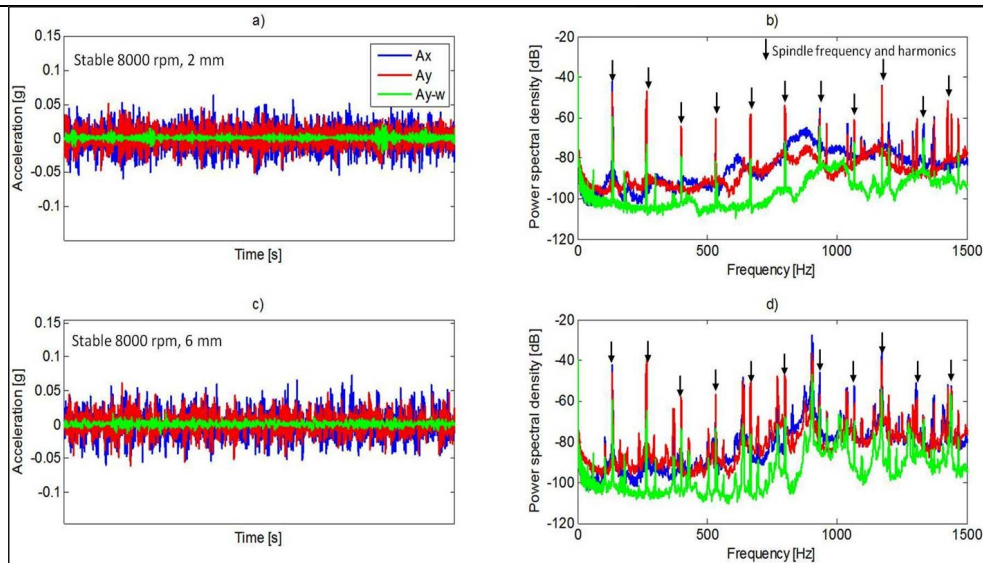 a)
0.15
0.1
0.05
0
-0.05
-0.1
Acceleration [g]
Stable 8000 rpm, 2 mm
Ax
Ay
Ay-w
Time [s]
b)
-20
-40
-60
-80
-100
-120
Power spectral density [dB]
Spindle frequency and harmonics
0
500
1000
1500
Frequency [Hz]
c)
0.15
0.1
0.05
0
-0.05
-0.1
Acceleration [g]
Stable 8000 rpm, 6 mm
Time [s]
d)
-20
-40
-60
-80
-100
-120
Power spectral density [dB]
0
500
1000
1500
Frequency [Hz]